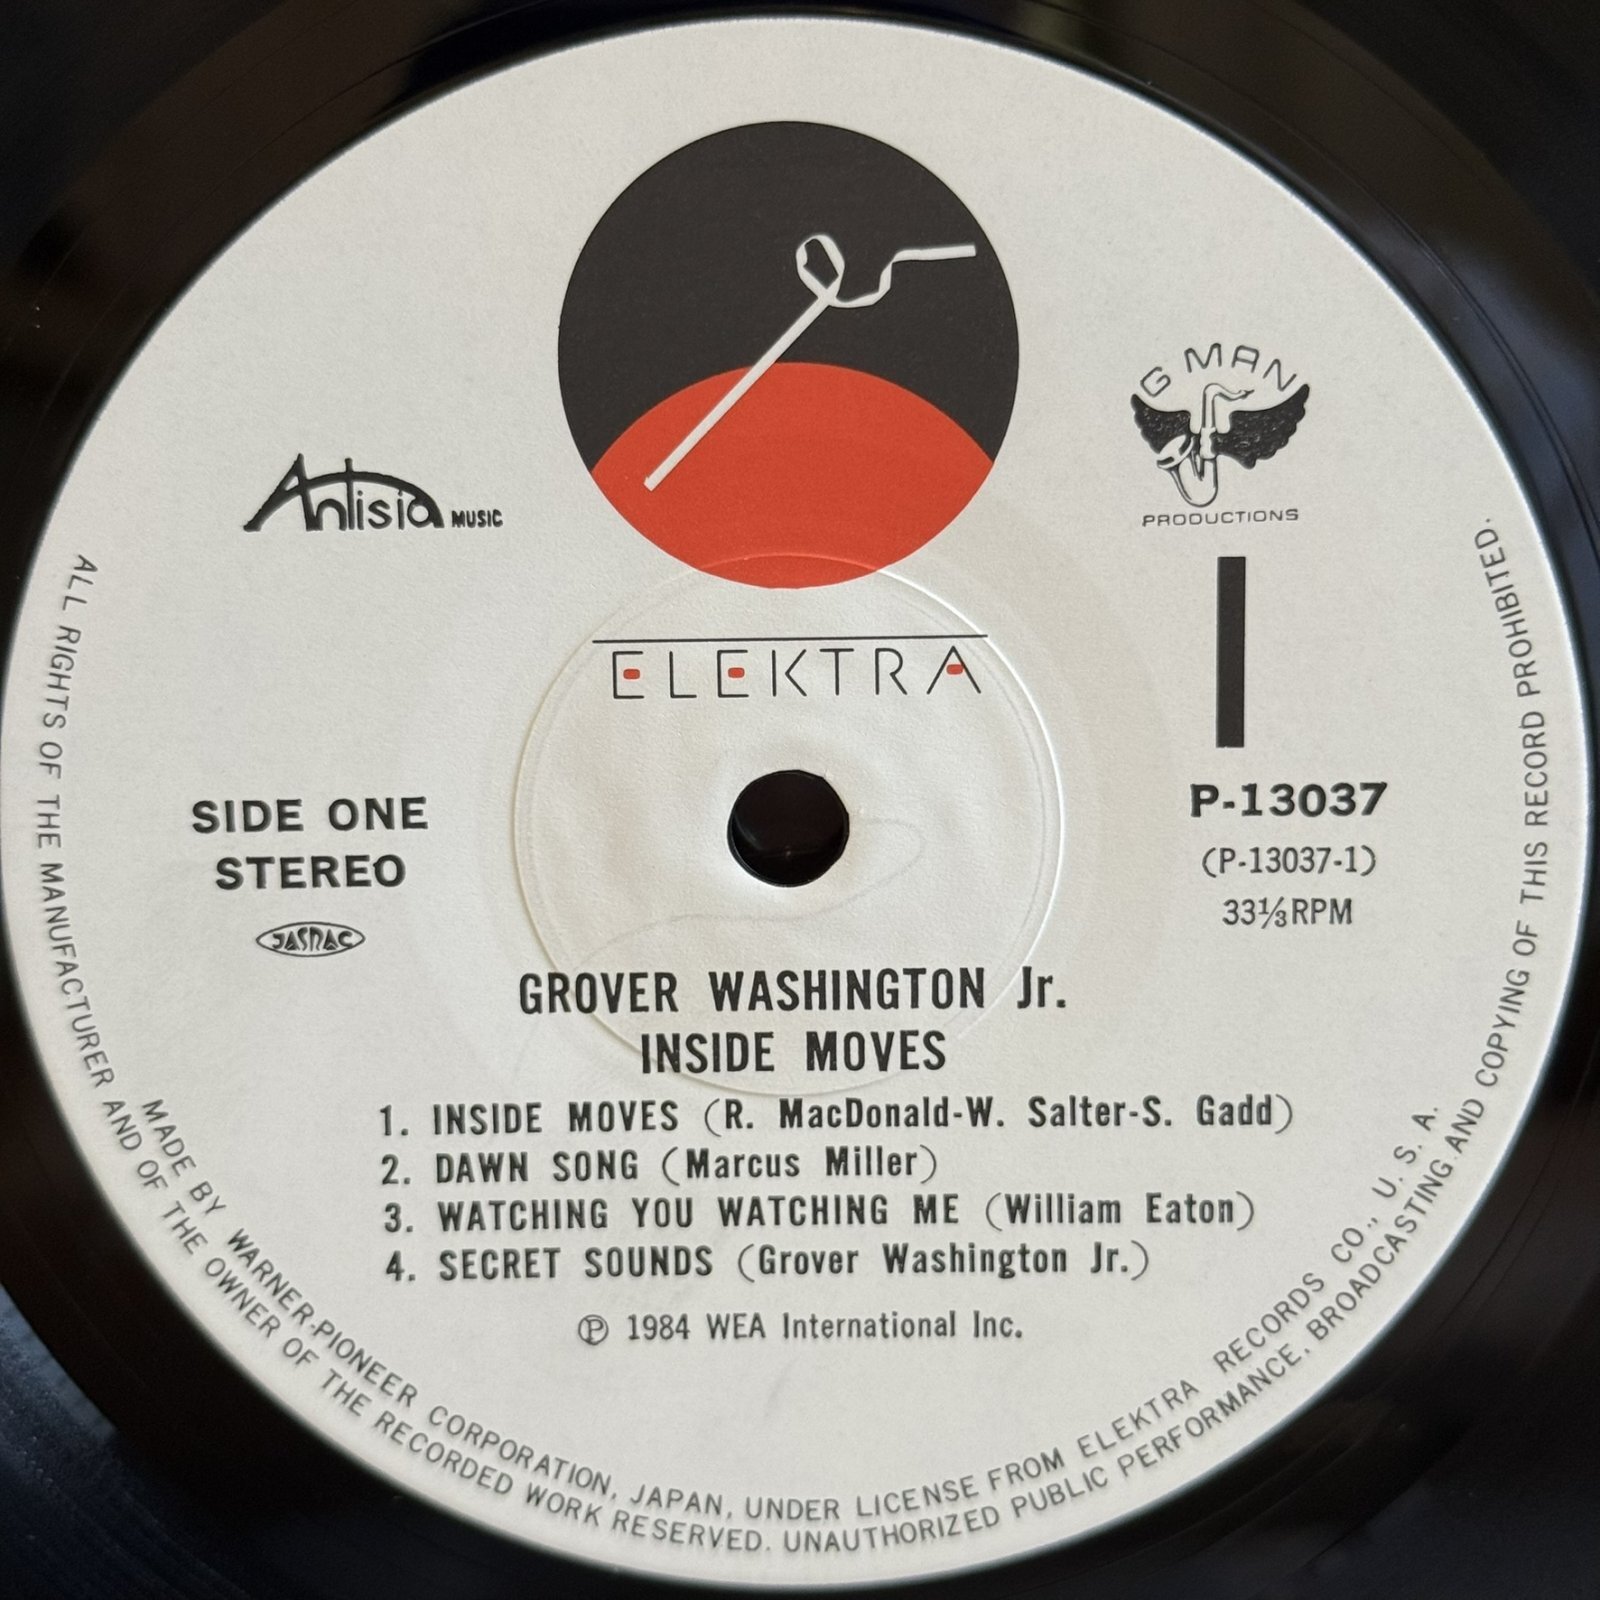 G MAN
PRODUCTIONS
Antisia MUSIC
ELEKTRA
1
SIDE ONE
STEREO
JASRAC
P-13037
(P-13037-1)
33⅓RPM
GROVER WASHINGTON Jr.
INSIDE MOVES
1. INSIDE MOVES (R. MacDonald-W. Salter-S. Gadd)
2. DAWN SONG (Marcus Miller)
3. WATCHING YOU WATCHING ME (William Eaton)
4. SECRET SOUNDS (Grover Washington Jr.)
Ⓟ 1984 WEA International Inc.
MADE BY WARNER-PIONEER CORPORATION, JAPAN, UNDER LICENSE FROM ELEKTRA RECORDS CO., U. S. A.
ALL RIGHTS OF THE MANUFACTURER AND OF THE OWNER OF THE RECORDED WORK RESERVED. UNAUTHORIZED PUBLIC PERFORMANCE, BROADCASTING AND COPYING OF THIS RECORD PROHIBITED.